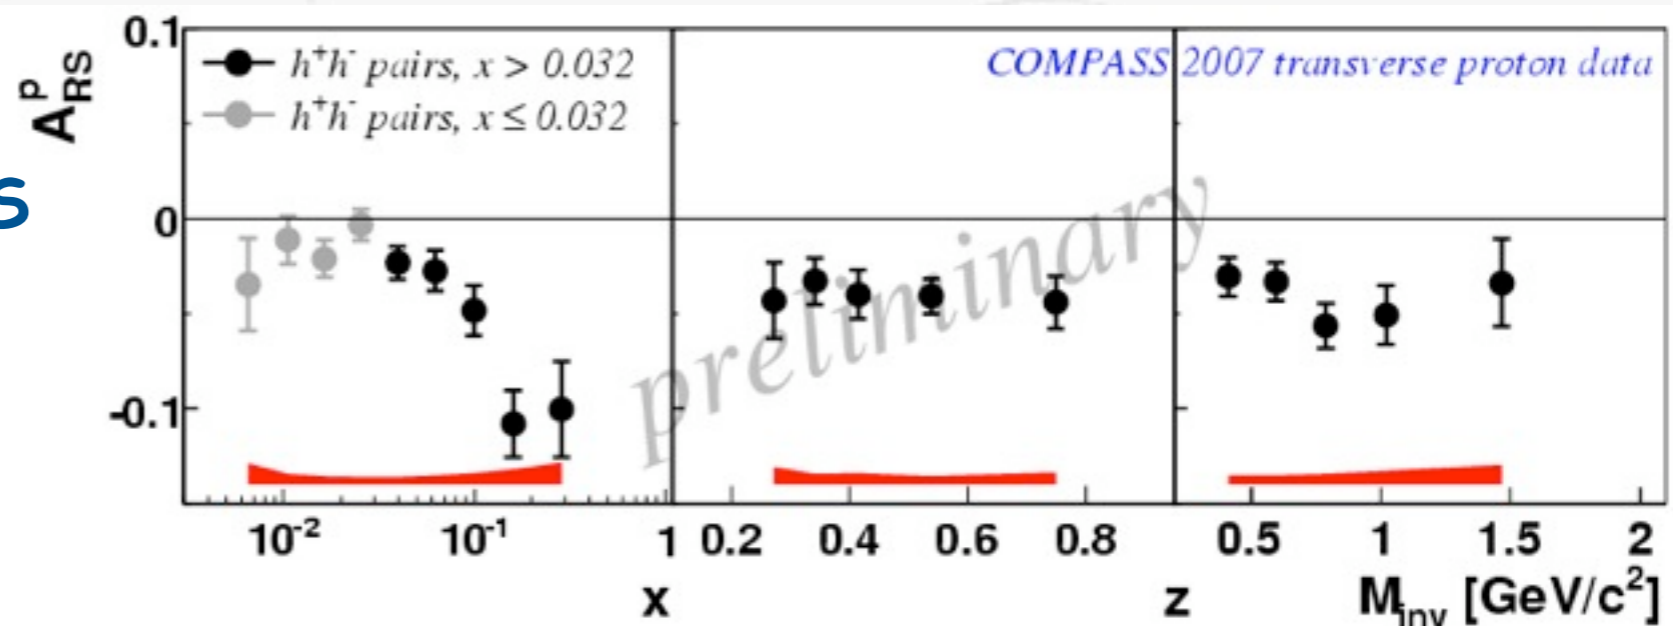 0.1
A^p_RS
h⁺h⁻ pairs, x > 0.032
h⁺h⁻ pairs, x ≤ 0.032
COMPASS 2007 transverse proton data
s
0
-0.1
preliminary
10⁻² 10⁻¹ 1 0.2 0.4 0.6 0.8 0.5 1 1.5 2
x z M_inv [GeV/c²]